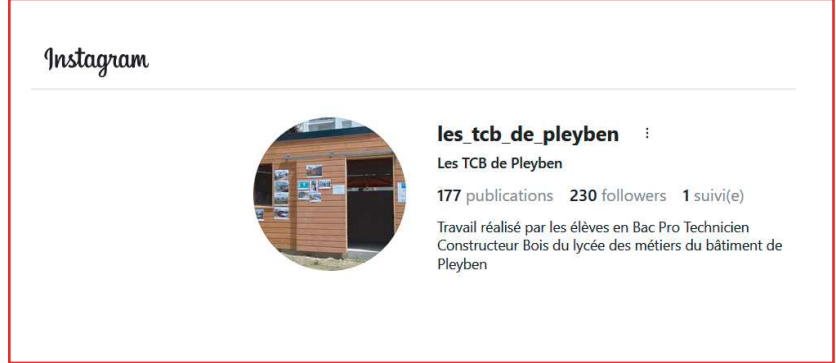 Instagram
les_tcb_de_pleyben
Les TCB de Pleyben
177 publications 230 followers 1 suivi(e)
Travail réalisé par les élèves en Bac Pro Technicien
Constructeur Bois du lycée des métiers du bâtiment de
Pleyben